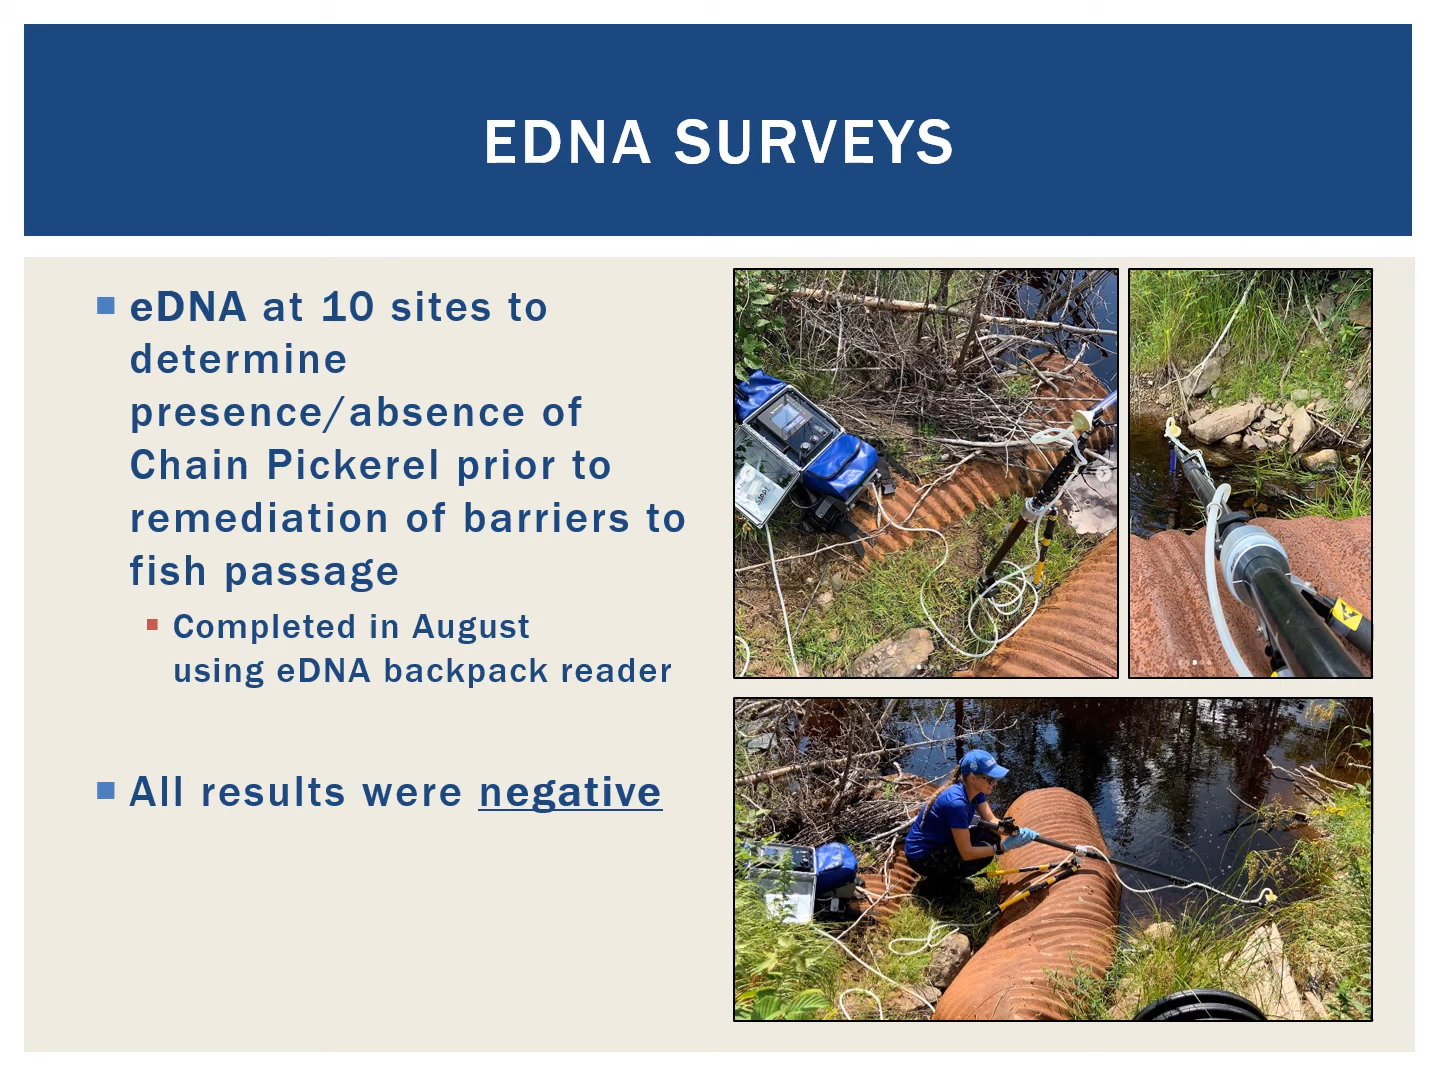 EDNA SURVEYS
eDNA at 10 sites to
determine
presence/absence of
Chain Pickerel prior to
remediation of barriers to
fish passage
Completed in August
using eDNA backpack reader
All results were negative